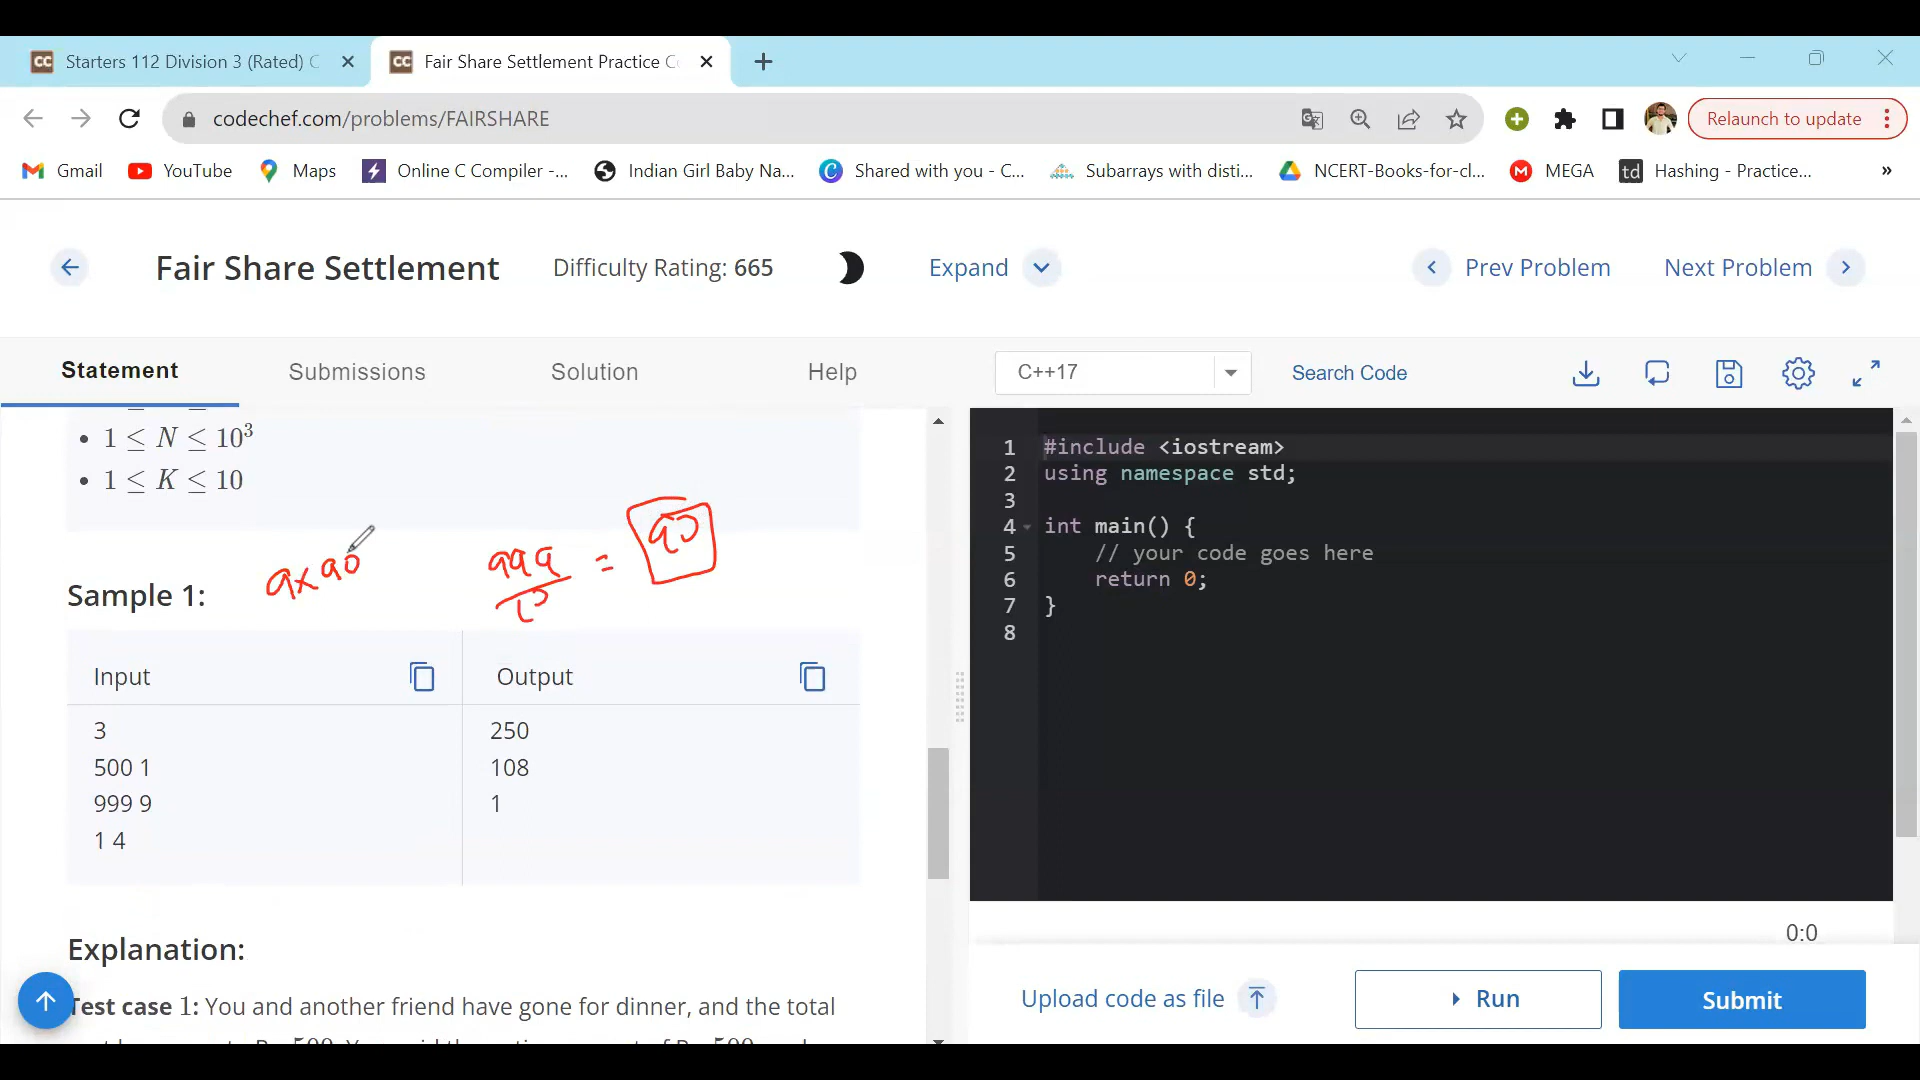 Starters 112 Division 3 (Rated) C
Fair Share Settlement Practice C
codechef.com/problems/FAIRSHARE
Relaunch to update
Gmail
YouTube
Maps
Online C Compiler -...
Indian Girl Baby Na...
Shared with you - C...
Subarrays with disti...
NCERT-Books-for-cl...
MEGA
td
Hashing - Practice...
»
Fair Share Settlement
Difficulty Rating: 665
Expand
Prev Problem
Next Problem
Statement
Submissions
Solution
Help
C++17
Search Code
• 1 ≤ N ≤ 10³
• 1 ≤ K ≤ 10
Sample 1:
Input
Output
3
500 1
999 9
1 4
250
108
1
Explanation:
Test case 1: You and another friend have gone for dinner, and the total
1 #include <iostream>
2 using namespace std;
3
4 int main() {
5 // your code goes here
6 return 0;
7 }
8
0:0
Upload code as file
Run
Submit